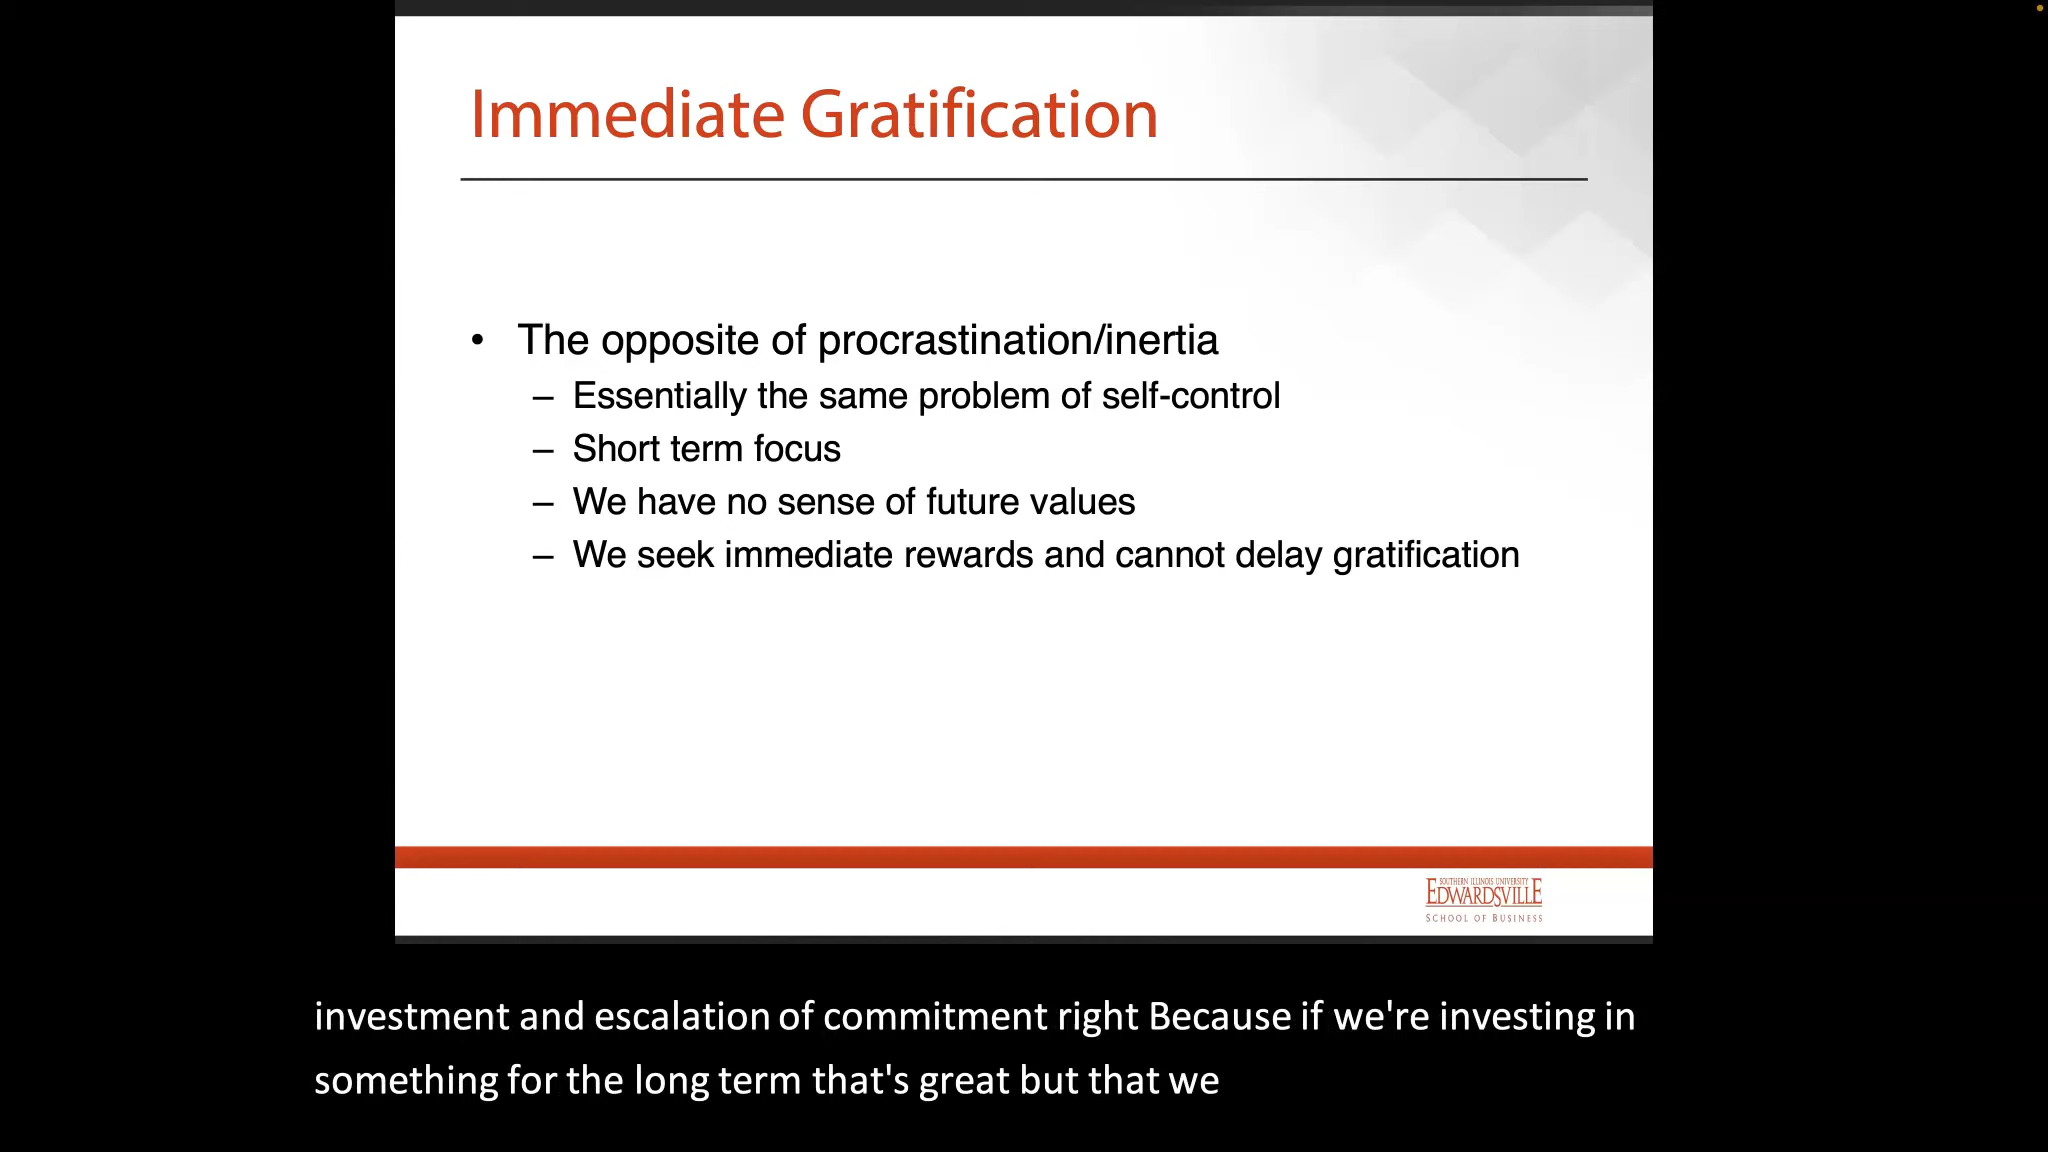 Immediate Gratification
• The opposite of procrastination/inertia
– Essentially the same problem of self-control
– Short term focus
– We have no sense of future values
– We seek immediate rewards and cannot delay gratification
SOUTHERN ILLINOIS UNIVERSITY
EDWARDSVILLE
SCHOOL OF BUSINESS
investment and escalation of commitment right Because if we're investing in
something for the long term that's great but that we